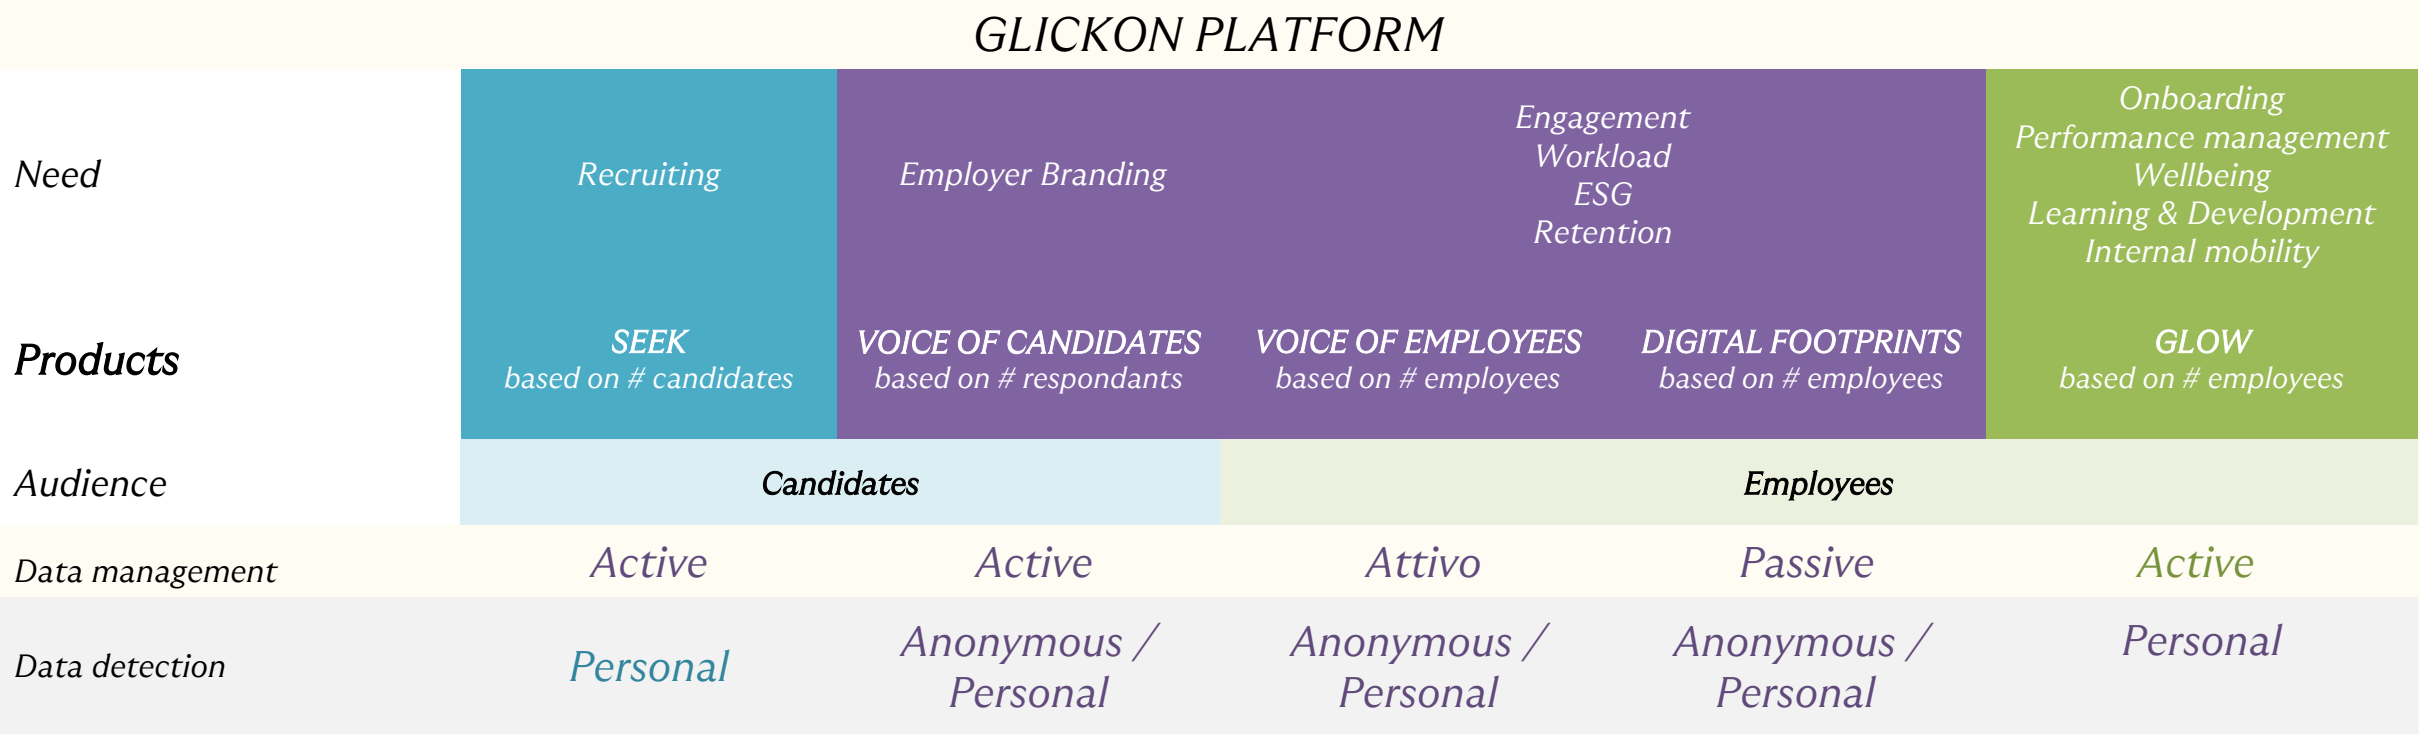 GLICKON PLATFORM
Need
Recruiting
Employer Branding
Engagement
Workload
ESG
Retention
Onboarding
Performance management
Wellbeing
Learning & Development
Internal mobility
Products
SEEK
based on # candidates
VOICE OF CANDIDATES
based on # respondants
VOICE OF EMPLOYEES
based on # employees
DIGITAL FOOTPRINTS
based on # employees
GLOW
based on # employees
Audience
Candidates
Employees
Data management
Active
Active
Attivo
Passive
Active
Data detection
Personal
Anonymous /
Personal
Anonymous /
Personal
Anonymous /
Personal
Personal